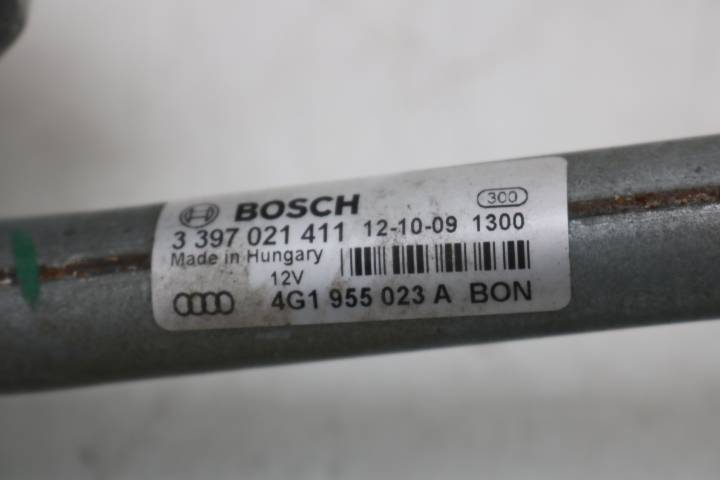 BOSCH 300
3 397 021 411 12-10-09 1300
Made in Hungary
12V
4G1 955 023 A BON